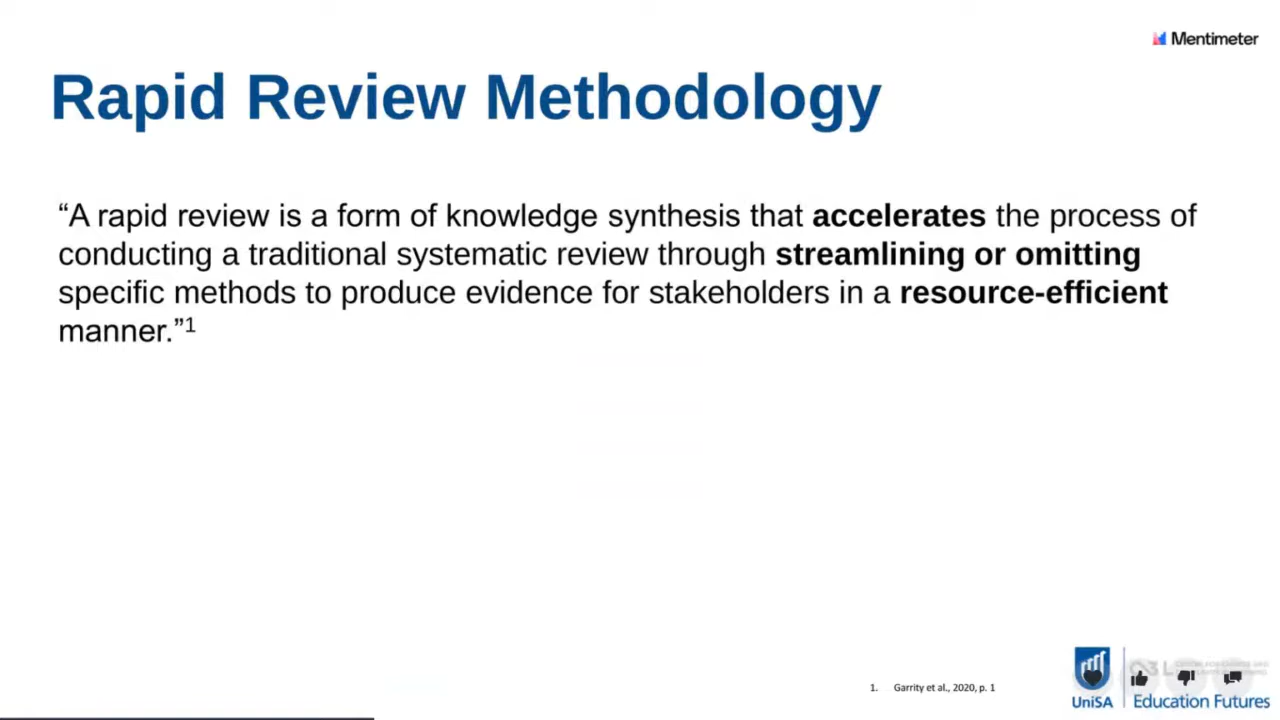 Mentimeter
Rapid Review Methodology
“A rapid review is a form of knowledge synthesis that accelerates the process of
conducting a traditional systematic review through streamlining or omitting
specific methods to produce evidence for stakeholders in a resource-efficient
manner.”1
1. Garrity et al., 2020, p. 1
UniSA
Education Futures